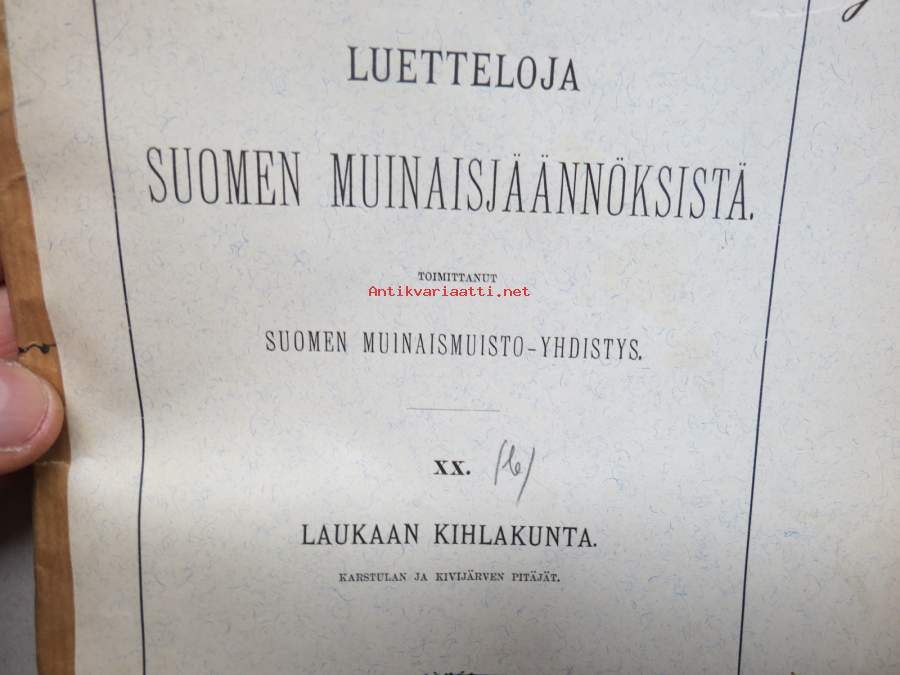 LUETTELOJA
SUOMEN MUINAISJÄÄNNÖKSISTÄ.
TOIMITTANUT
Antikvariaatti.net
SUOMEN MUINAISMUISTO-YHDISTYS.
XX.
LAUKAAN KIHLAKUNTA.
KARSTULAN JA KIVIJÄRVEN PITÄJÄT.